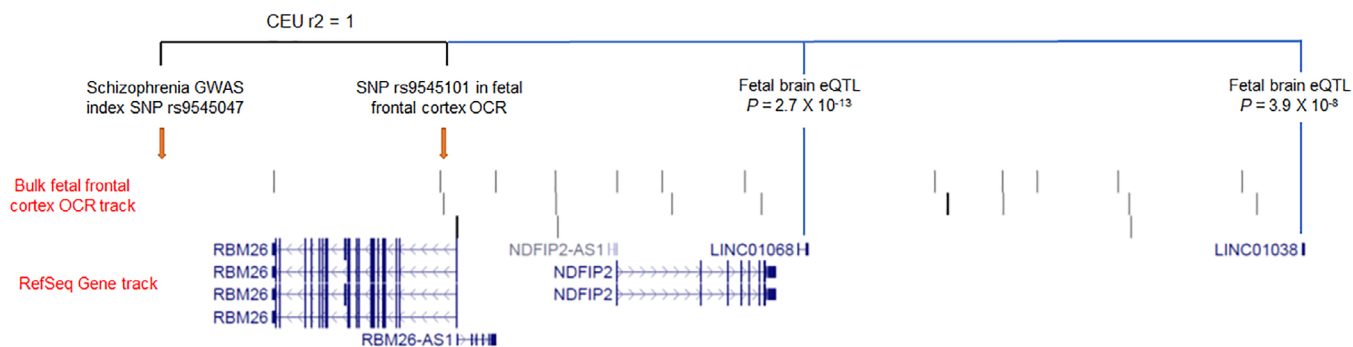 CEU r2 = 1
Schizophrenia GWAS
index SNP rs9545047
SNP rs9545101 in fetal
frontal cortex OCR
Fetal brain eQTL
P = 2.7 X 10-13
Fetal brain eQTL
P = 3.9 X 10-8
Bulk fetal frontal
cortex OCR track
RefSeq Gene track
RBM26
NDFIP2-AS1
LINC01068
LINC01038
RBM26
NDFIP2
RBM26
NDFIP2
RBM26
RBM26-AS1